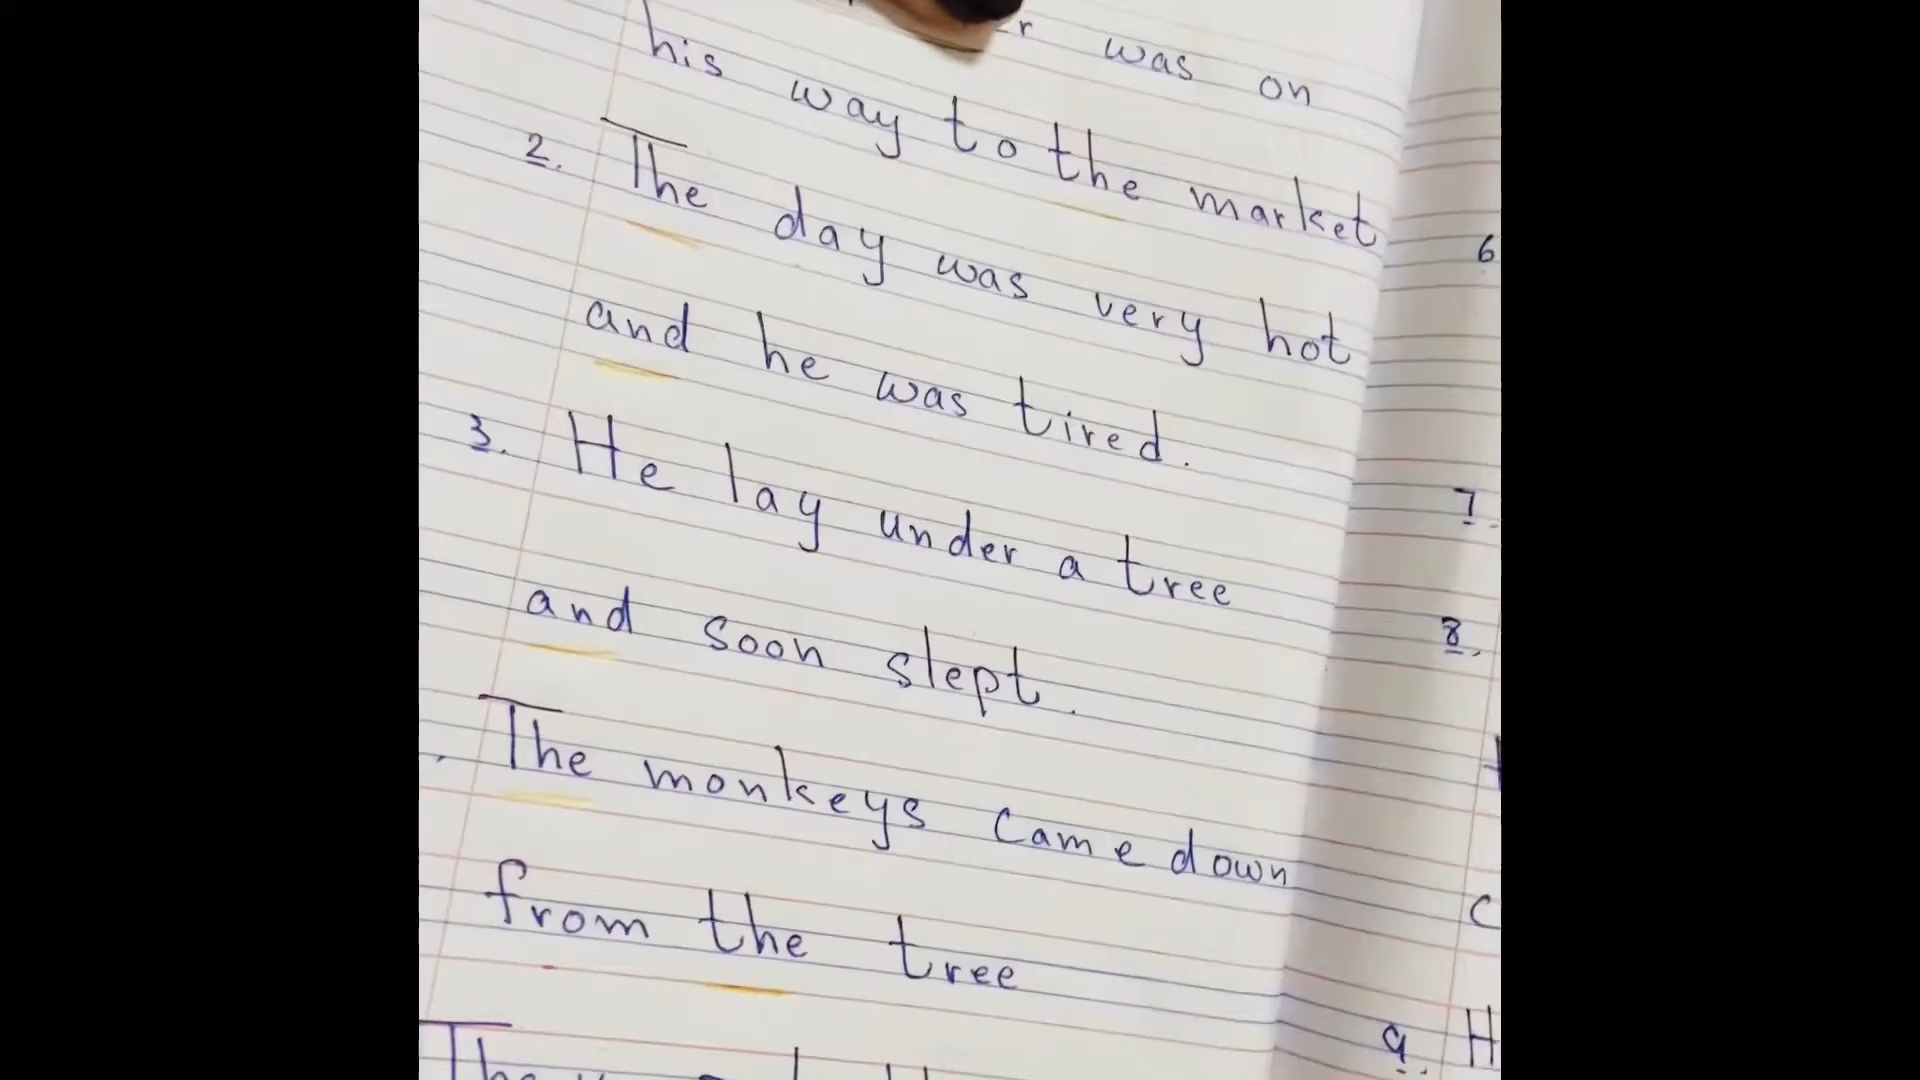 was on
his way to the market
2. The day was very hot
and he was tired.
3. He lay under a tree
and soon slept.
The monkeys came down
from the tree
6
7.
8.
C
9. H